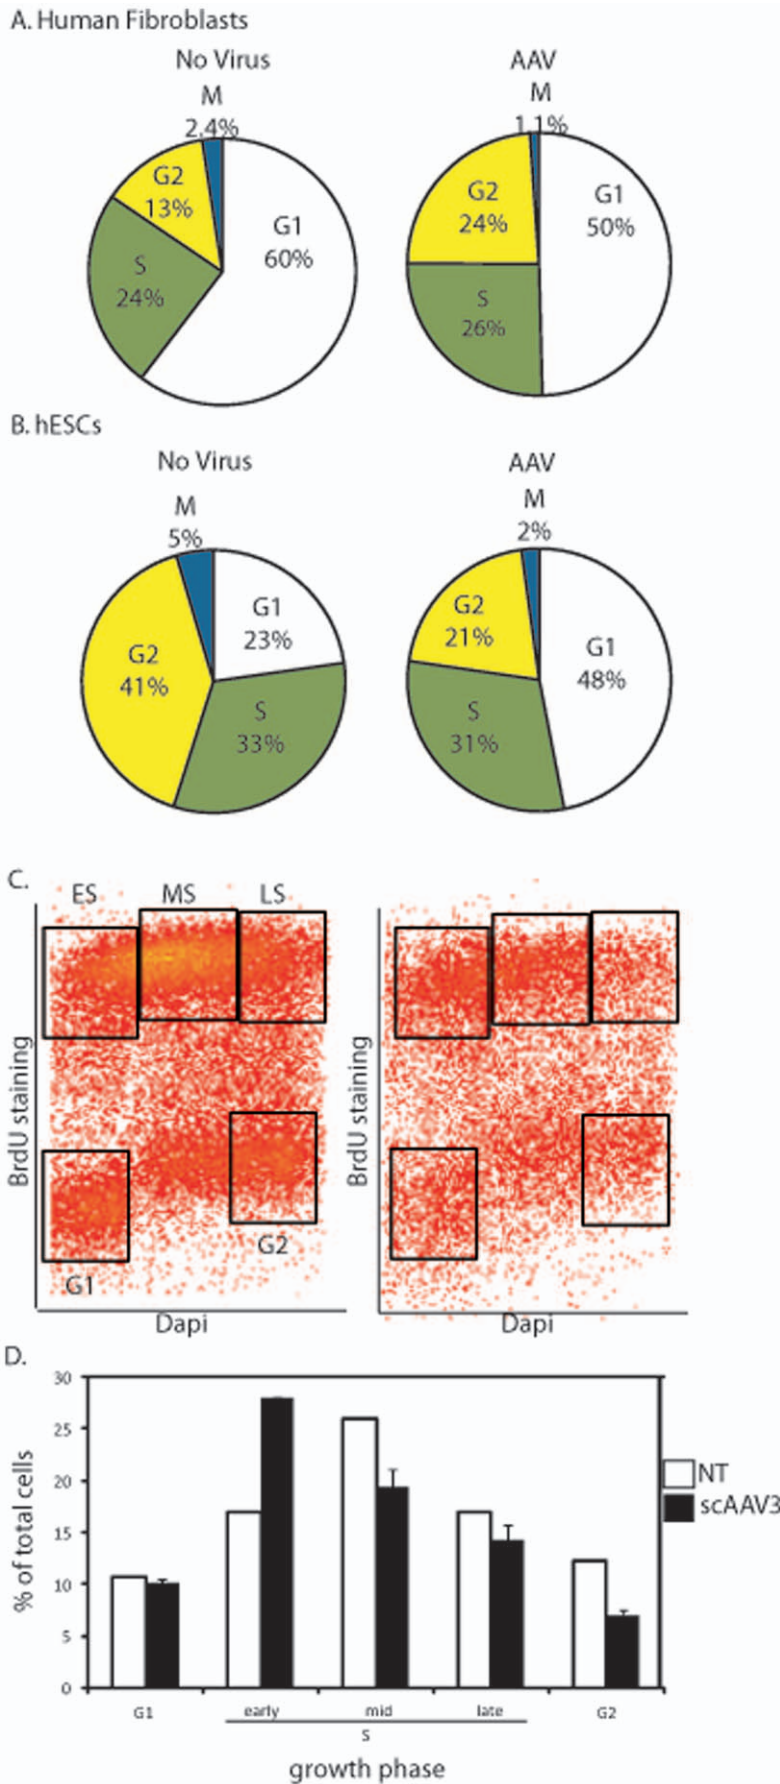 A. Human Fibroblasts
No Virus
AAV
M
2.4%
M
1.1%
G2
13%
G1
60%
S
24%
G2
24%
G1
50%
S
26%
B. hESCs
No Virus
AAV
M
5%
M
2%
G1
23%
G2
41%
S
33%
G2
21%
G1
48%
S
31%
C.
ES MS LS
BrdU staining
BrdU staining
G2
G1
Dapi
Dapi
D.
30
25
20
15
10
5
0
% of total cells
NT
scAAV3
G1 early mid late G2
S
growth phase